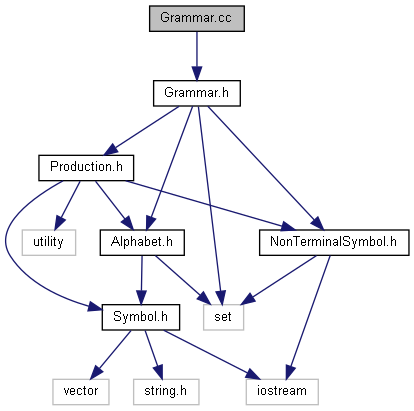 Grammar.cc
Grammar.h
Production.h
utility
Alphabet.h
NonTerminalSymbol.h
Symbol.h
set
vector
string.h
iostream